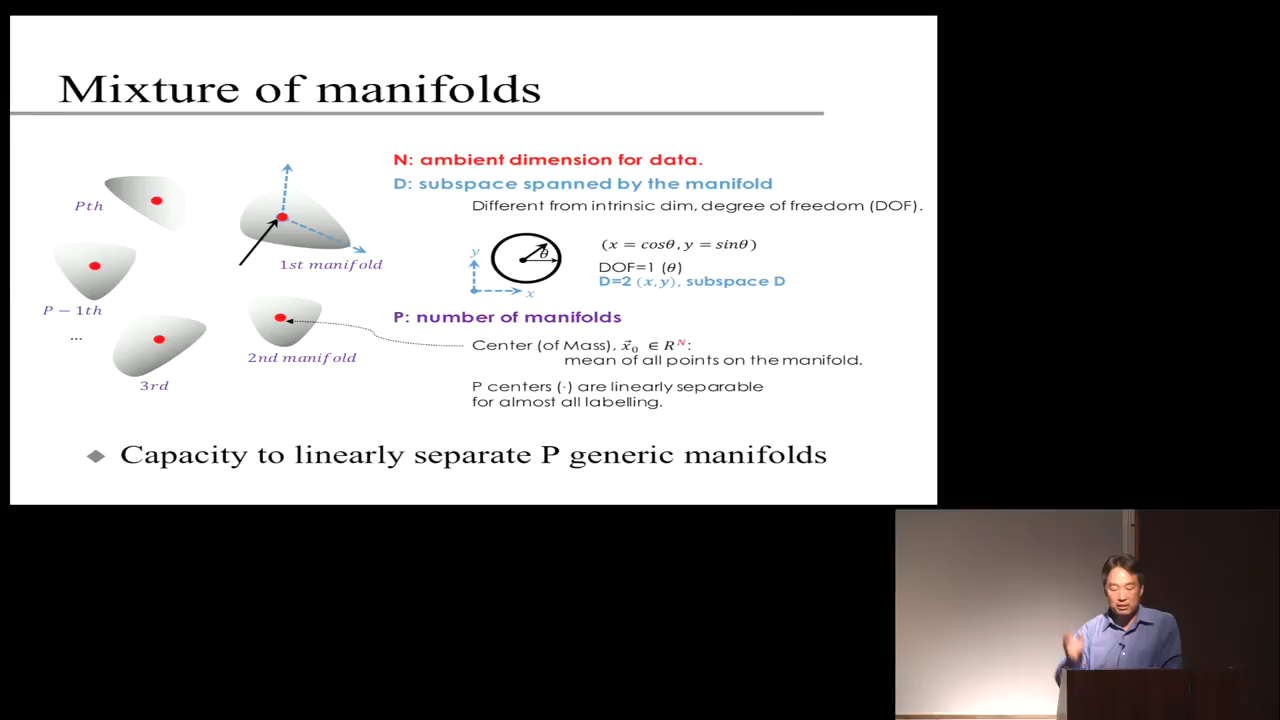 Mixture of manifolds
N: ambient dimension for data.
D: subspace spanned by the manifold
Different from intrinsic dim, degree of freedom (DOF).
Pth
1st manifold
P − 1th
...
3rd
2nd manifold
y
θ
x
(x = cosθ, y = sinθ)
DOF=1 (θ)
D=2 (x, y), subspace D
P: number of manifolds
Center (of Mass), x⃗₀ ∈ Rᴺ:
mean of all points on the manifold.
P centers (·) are linearly separable
for almost all labelling.
Capacity to linearly separate P generic manifolds